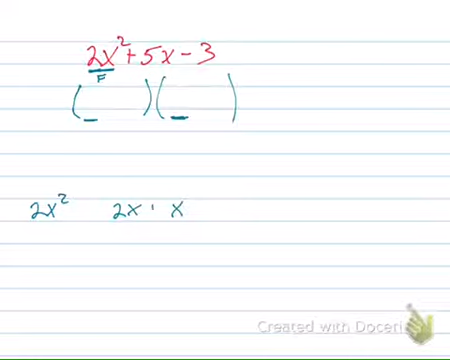 2x² + 5x - 3
F
(_ )(_ )
2x² 2x · x
Created with Doceri